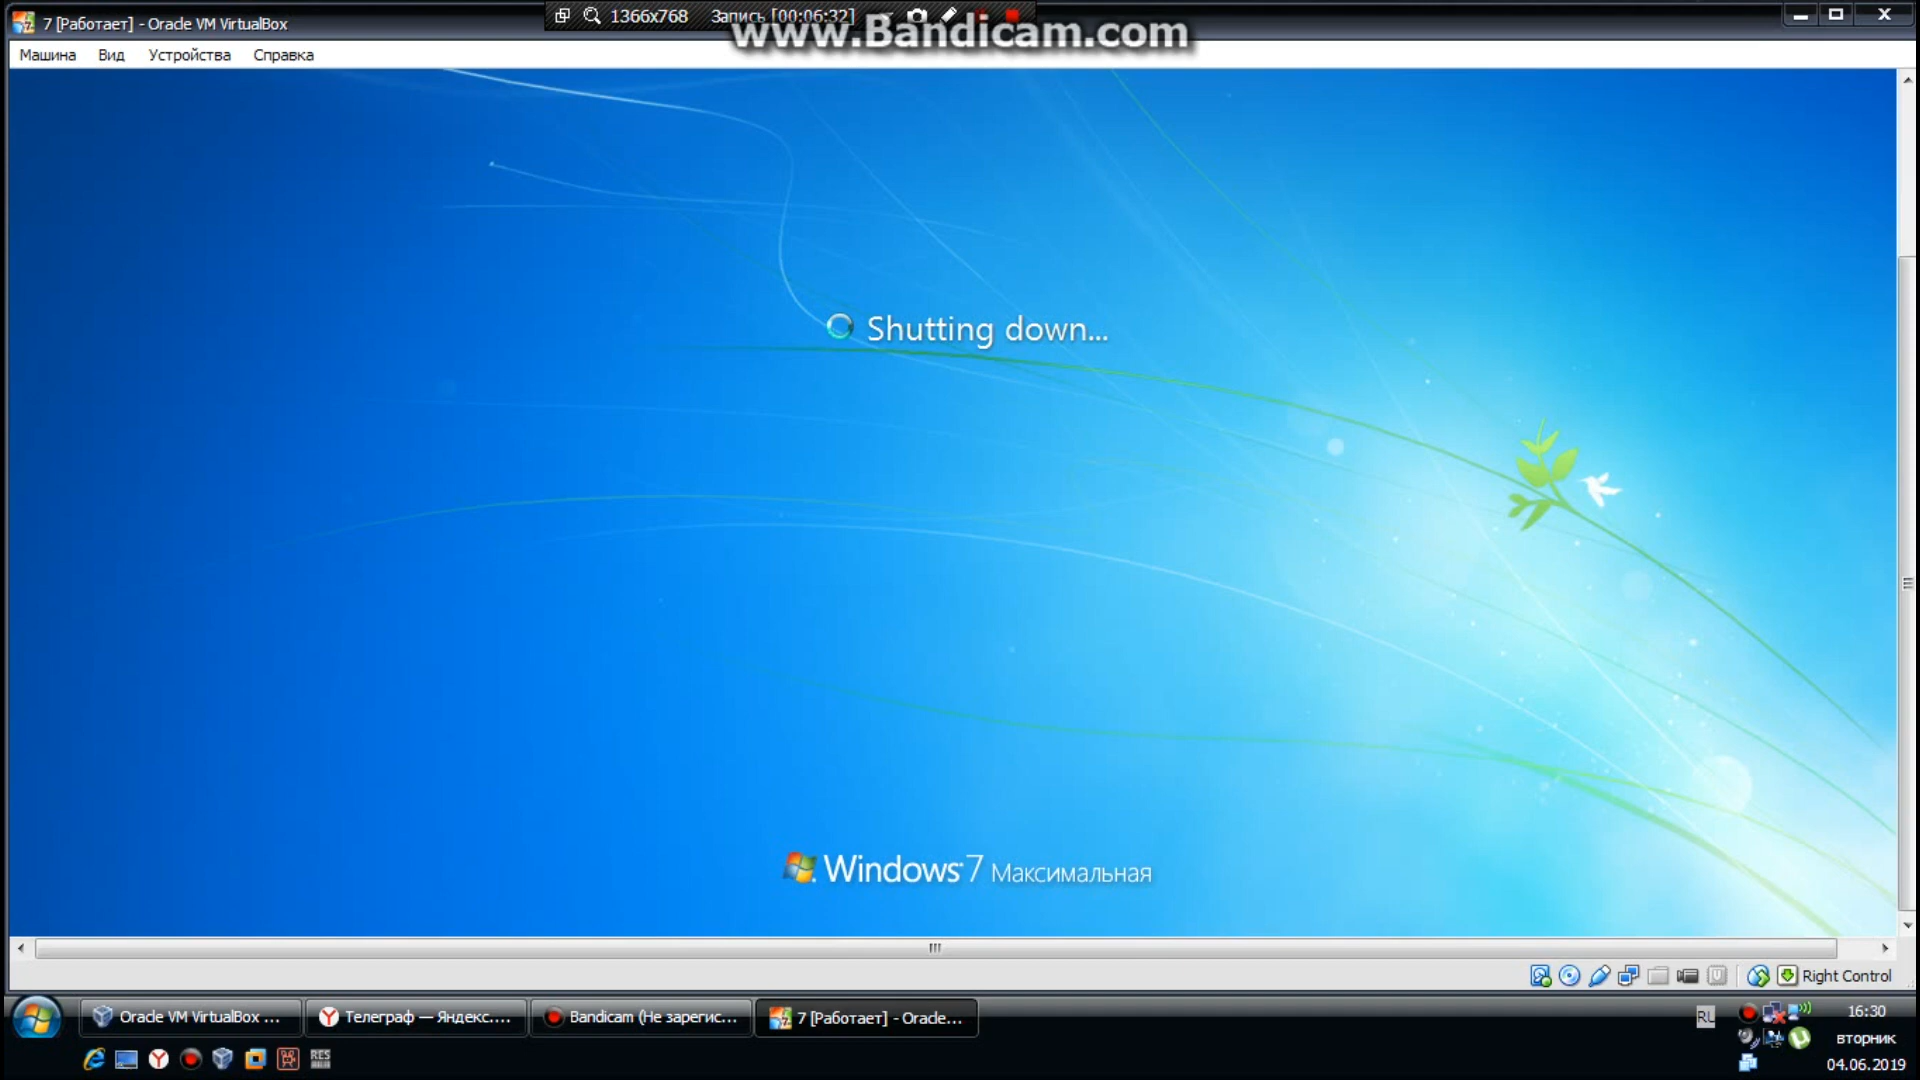 7 [Работает] - Oracle VM VirtualBox
1366x768 Запись [00:06:32]
www.Bandicam.com
Машина Вид Устройства Справка
Shutting down...
Windows 7 Максимальная
Right Control
Oracle VM VirtualBox ...
Телеграф — Яндекс....
Bandicam (Не зарегис...
7 [Работает] - Oracle...
RL
16:30
вторник
04.06.2019
RES